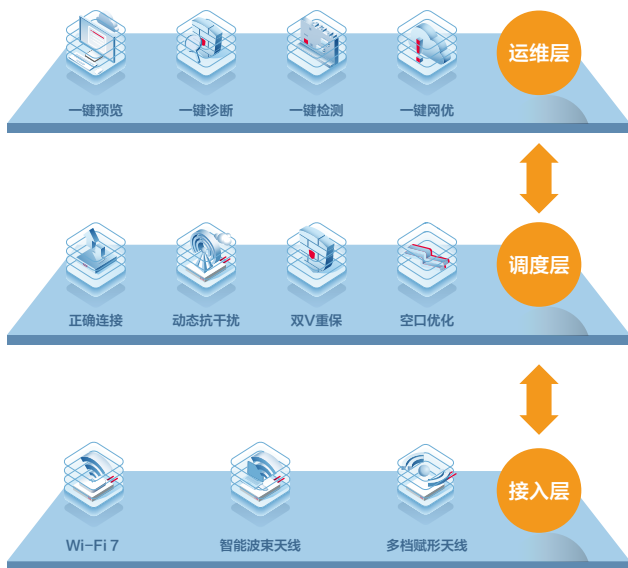 运维层
一键预览 一键诊断 一键检测 一键网优
调度层
正确连接 动态抗干扰 双V重保 空口优化
接入层
Wi-Fi 7 智能波束天线 多档赋形天线